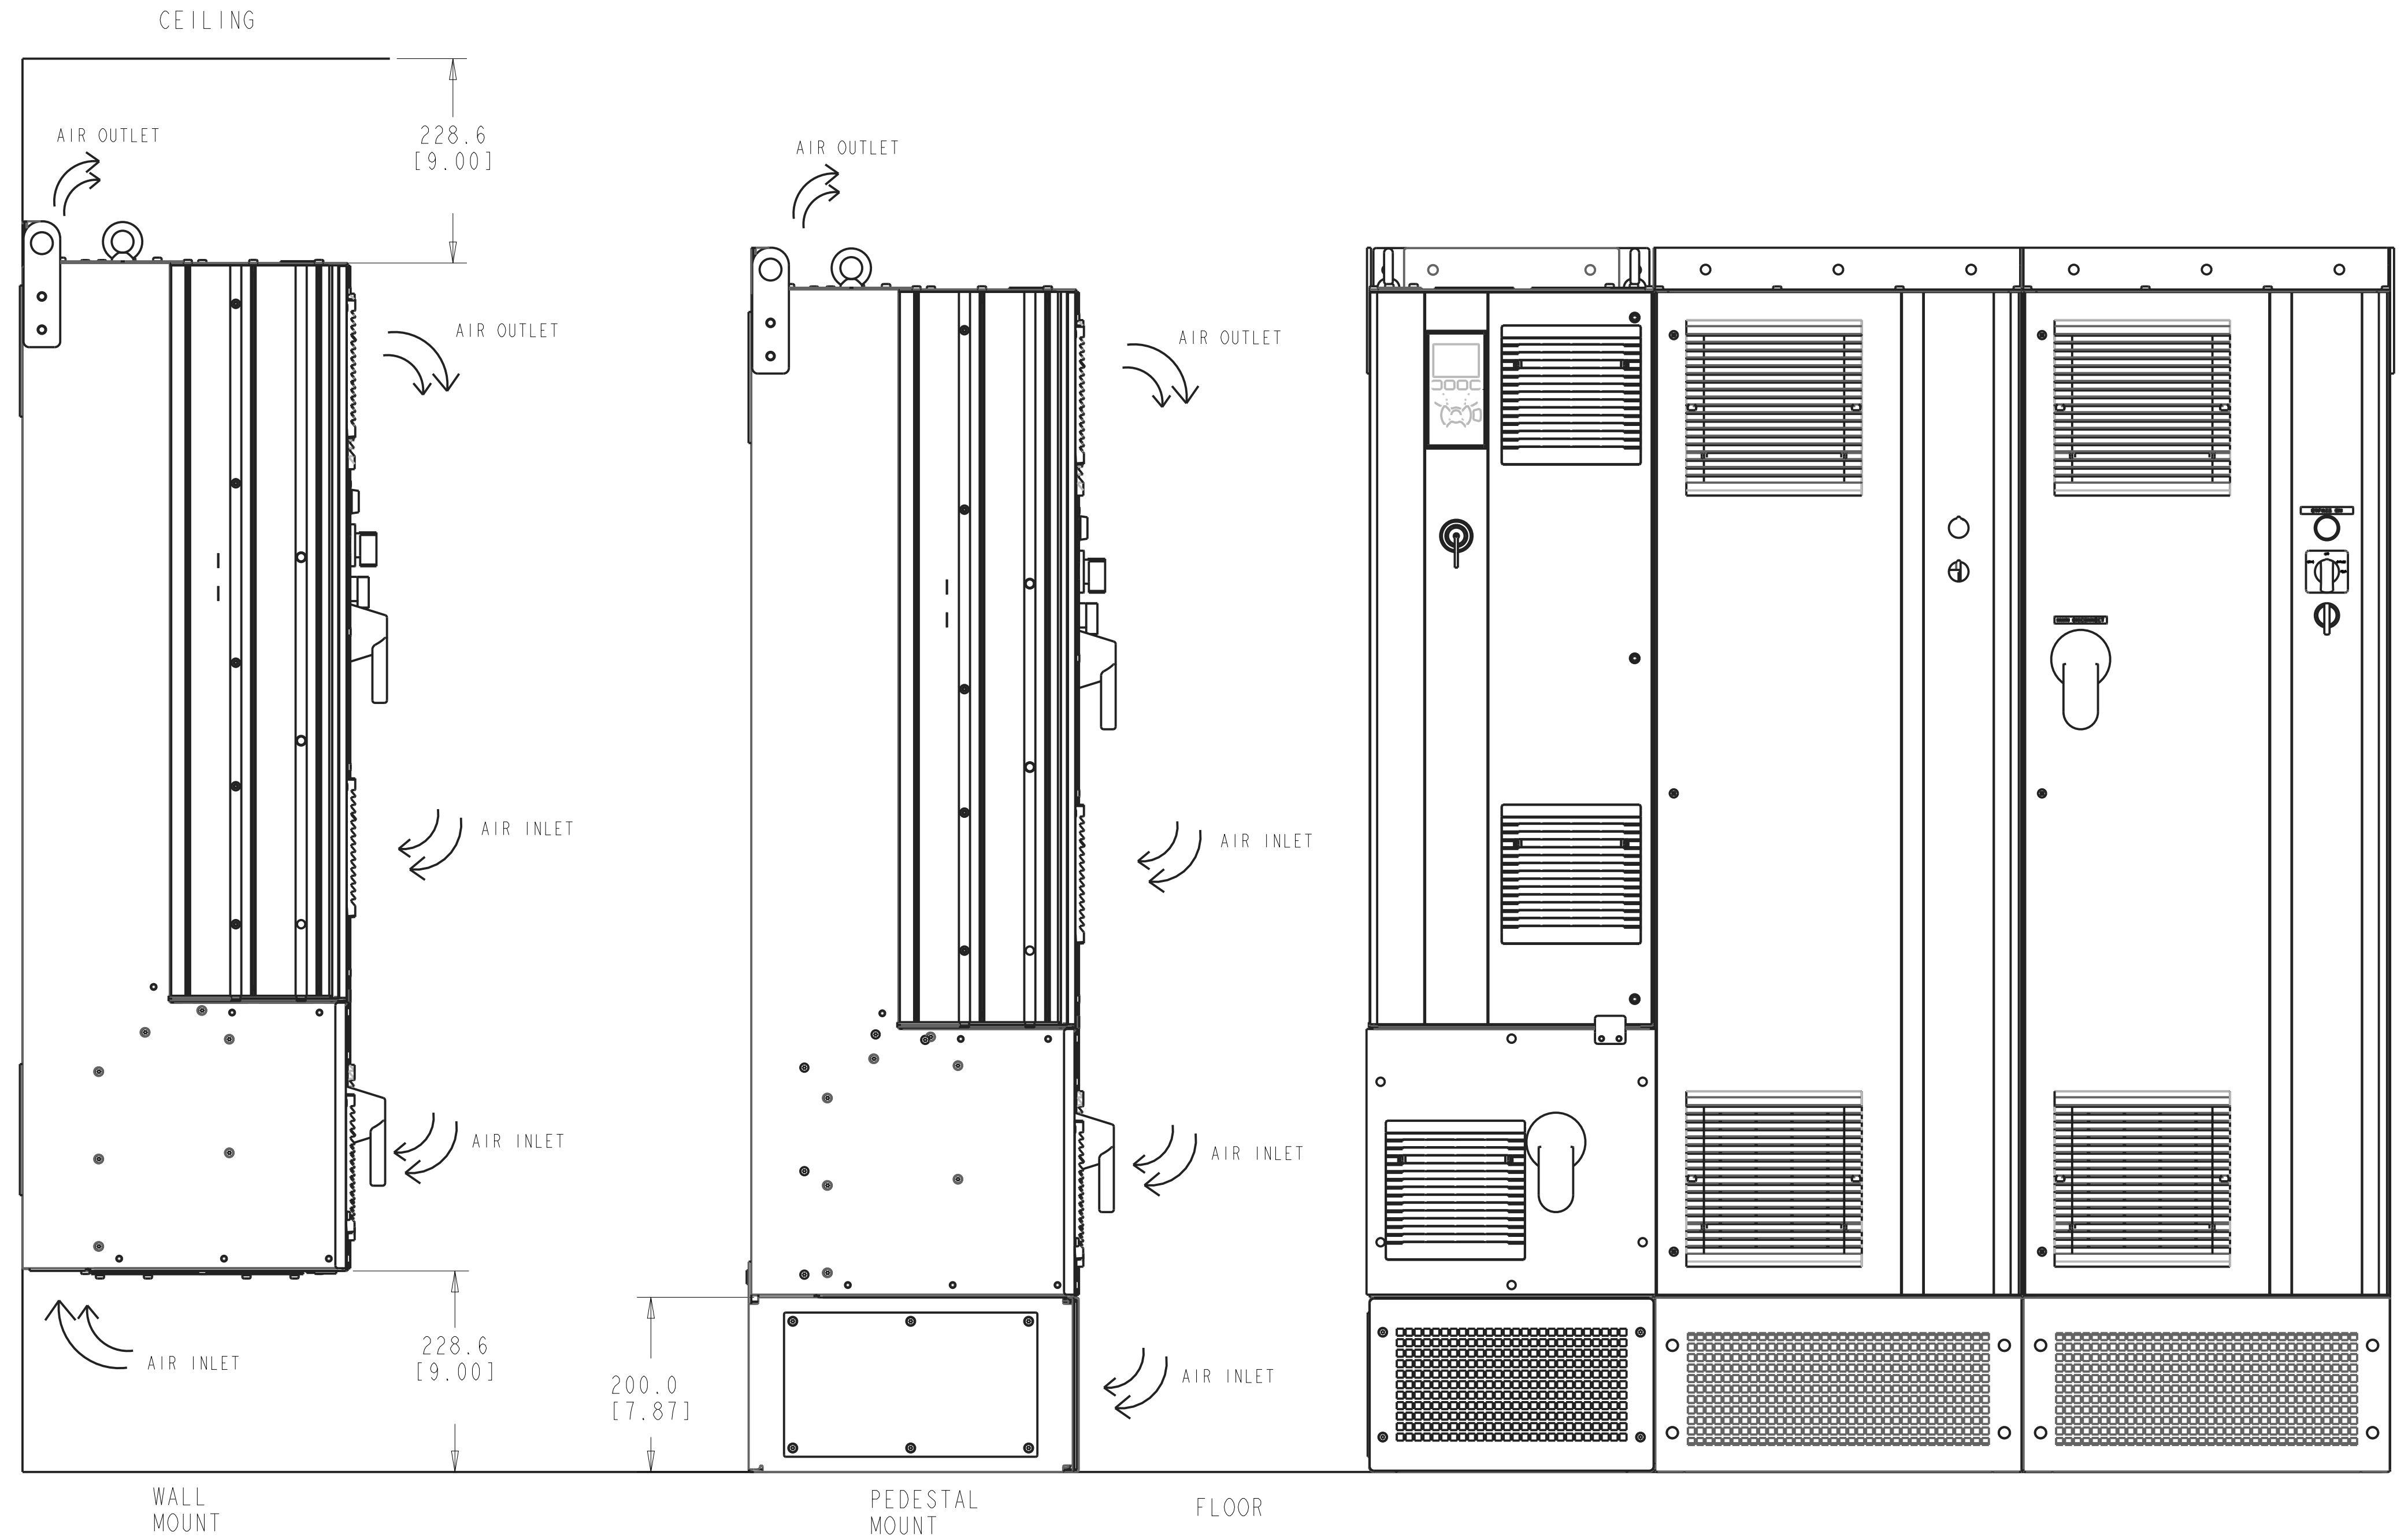 CEILING
AIR OUTLET
228.6
[9.00]
AIR OUTLET
AIR OUTLET
AIR OUTLET
AIR INLET
AIR INLET
AIR INLET
AIR INLET
AIR INLET
228.6
[9.00]
AIR INLET
200.0
[7.87]
WALL
MOUNT
PEDESTAL
MOUNT
FLOOR